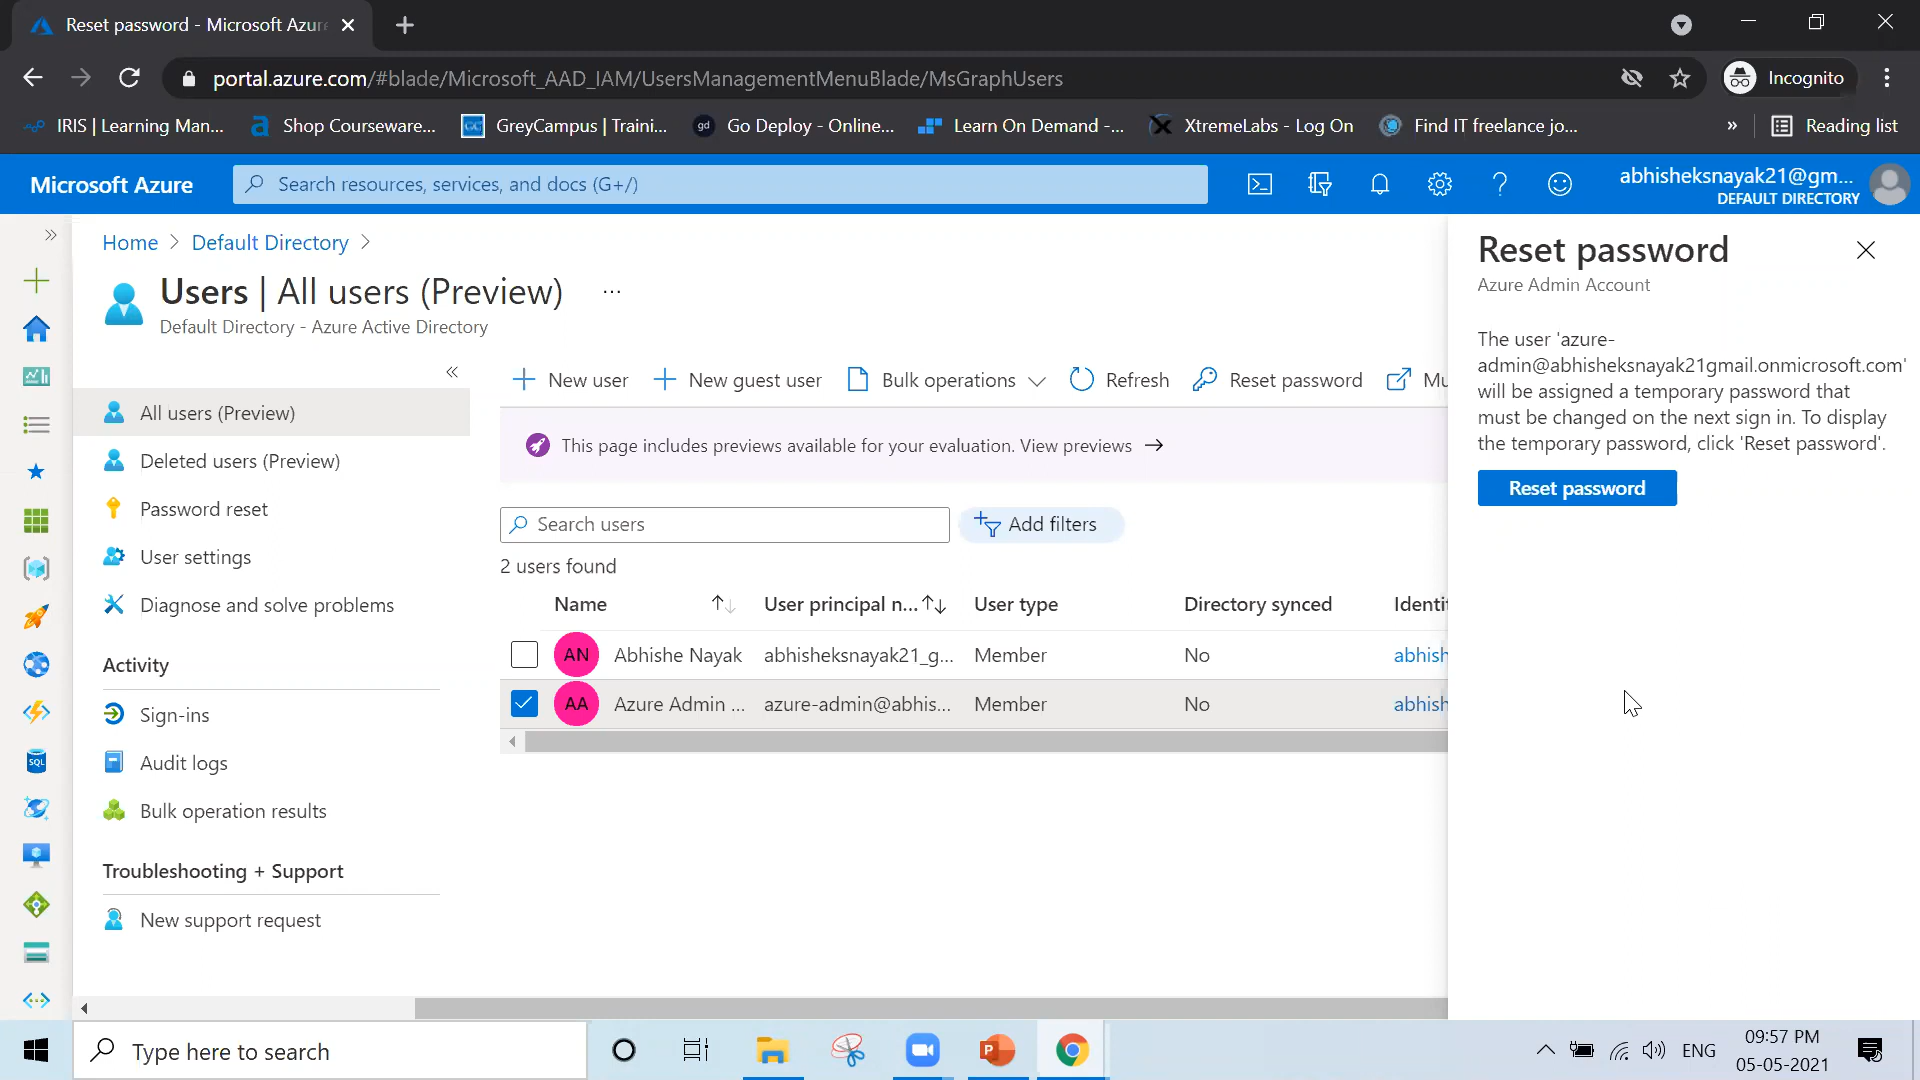 Reset password - Microsoft Azur
portal.azure.com/#blade/Microsoft_AAD_IAM/UsersManagementMenuBlade/MsGraphUsers
Incognito
IRIS | Learning Man...
Shop Courseware...
GC
GreyCampus | Traini...
gd
Go Deploy - Online...
Learn On Demand -...
XtremeLabs - Log On
Find IT freelance jo...
»
Reading list
Microsoft Azure
Search resources, services, and docs (G+/)
abhisheksnayak21@gm...
DEFAULT DIRECTORY
Home > Default Directory >
Users | All users (Preview)
...
Default Directory - Azure Active Directory
All users (Preview)
Deleted users (Preview)
Password reset
User settings
Diagnose and solve problems
Activity
Sign-ins
Audit logs
Bulk operation results
Troubleshooting + Support
New support request
New user
New guest user
Bulk operations
Refresh
Reset password
Mu
This page includes previews available for your evaluation. View previews →
Search users
Add filters
2 users found
Name
User principal n...
User type
Directory synced
Identit
AN
Abhishe Nayak
abhisheksnayak21_g...
Member
No
abhish
AA
Azure Admin ...
azure-admin@abhis...
Member
No
abhish
Reset password
Azure Admin Account
The user 'azure-
admin@abhisheksnayak21gmail.onmicrosoft.com'
will be assigned a temporary password that
must be changed on the next sign in. To display
the temporary password, click 'Reset password'.
Reset password
SQL
Type here to search
P
ENG
09:57 PM
05-05-2021